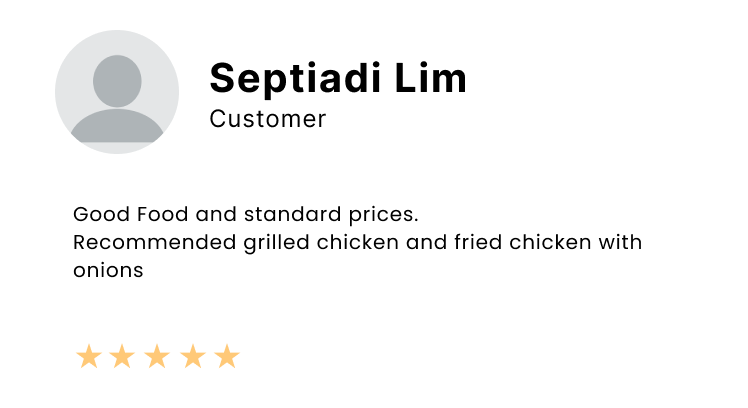 Septiadi Lim
Customer
Good Food and standard prices.
Recommended grilled chicken and fried chicken with
onions